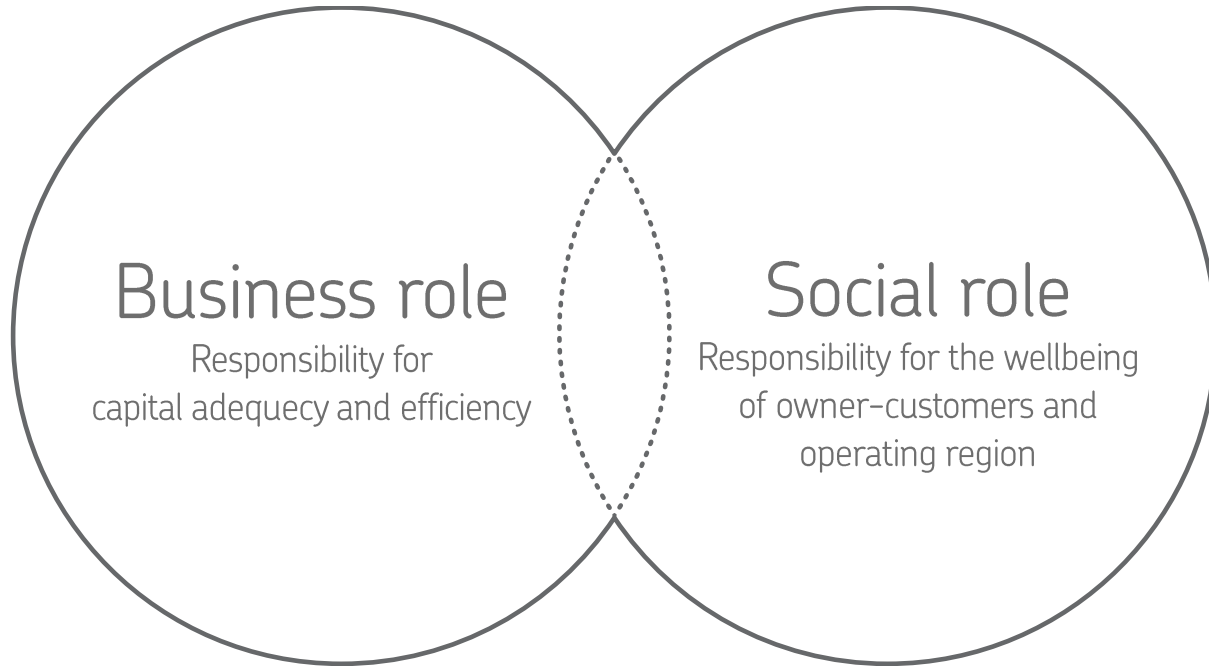 Business role
Responsibility for
capital adequecy and efficiency
Social role
Responsibility for the wellbeing
of owner-customers and
operating region